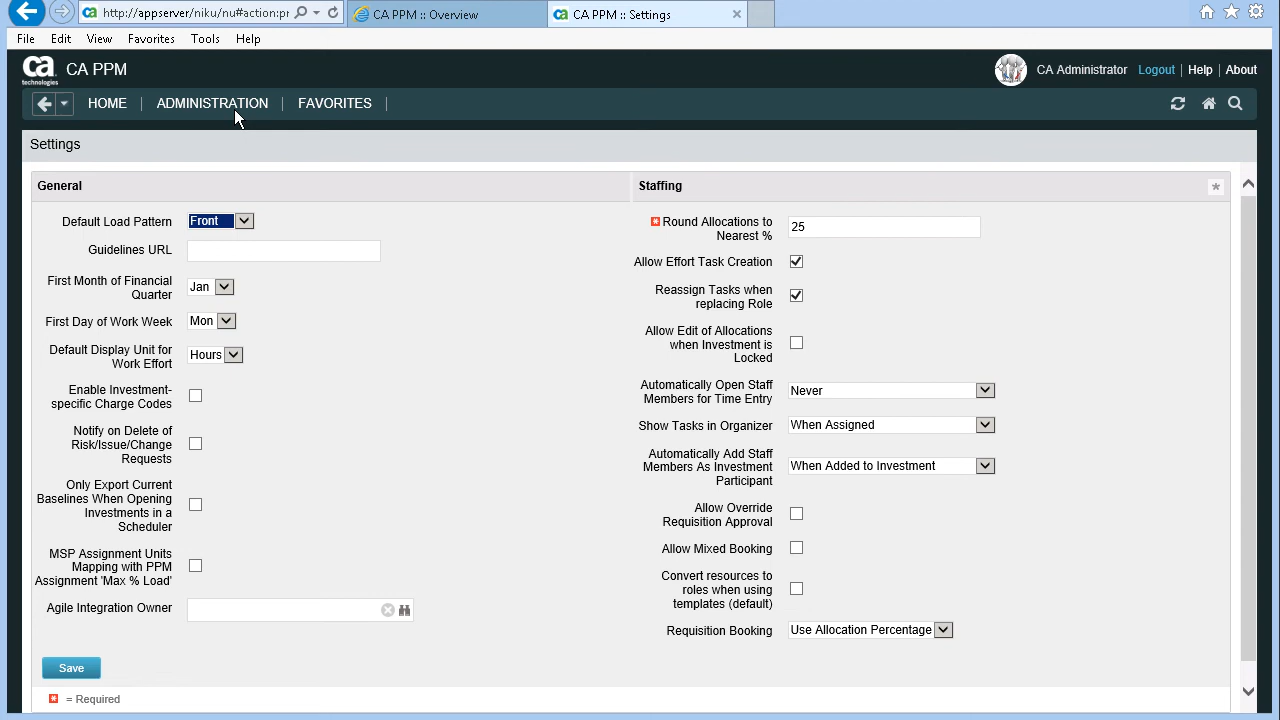 http://appserver/niku/nu#action:pr
CA PPM :: Overview
CA PPM :: Settings
File Edit View Favorites Tools Help
ca technologies
CA PPM
CA Administrator Logout | Help | About
HOME | ADMINISTRATION | FAVORITES |
Settings
General
Default Load Pattern Front
Guidelines URL
First Month of Financial
Quarter
Jan
First Day of Work Week Mon
Default Display Unit for
Work Effort
Hours
Enable Investment-
specific Charge Codes
Notify on Delete of
Risk/Issue/Change
Requests
Only Export Current
Baselines When Opening
Investments in a
Scheduler
MSP Assignment Units
Mapping with PPM
Assignment 'Max % Load'
Agile Integration Owner
Save
= Required
Staffing
Round Allocations to
Nearest %
25
Allow Effort Task Creation
Reassign Tasks when
replacing Role
Allow Edit of Allocations
when Investment is
Locked
Automatically Open Staff
Members for Time Entry
Never
Show Tasks in Organizer When Assigned
Automatically Add Staff
Members As Investment
Participant
When Added to Investment
Allow Override
Requisition Approval
Allow Mixed Booking
Convert resources to
roles when using
templates (default)
Requisition Booking Use Allocation Percentage